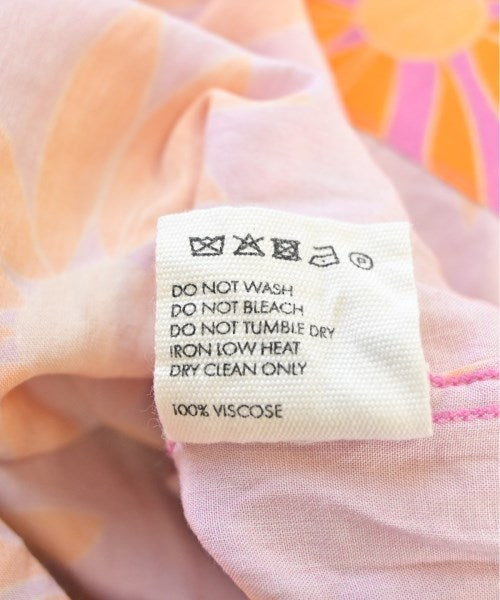 DO NOT WASH
DO NOT BLEACH
DO NOT TUMBLE DRY
IRON LOW HEAT
DRY CLEAN ONLY
100% VISCOSE